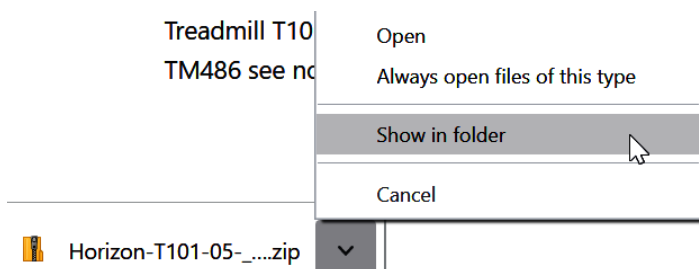 Treadmill T10
TM486 see no
Open
Always open files of this type
Show in folder
Cancel
Horizon-T101-05-_....zip